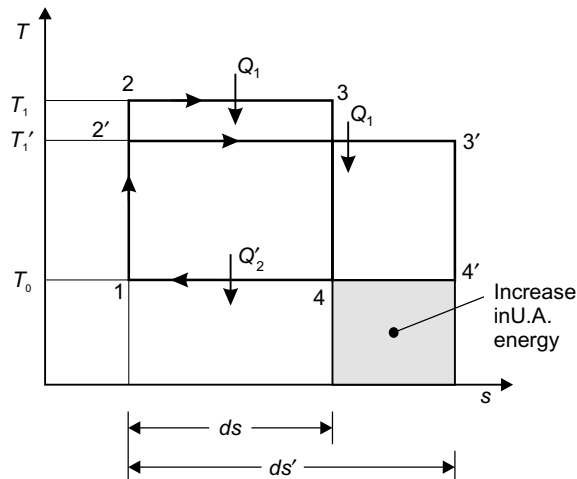 T
2
Q₁
3
T₁
Q₁
2′
T₁′
3′
Q′₂
T₀
1
4
4′
Increase
inU.A.
energy
s
ds
ds′